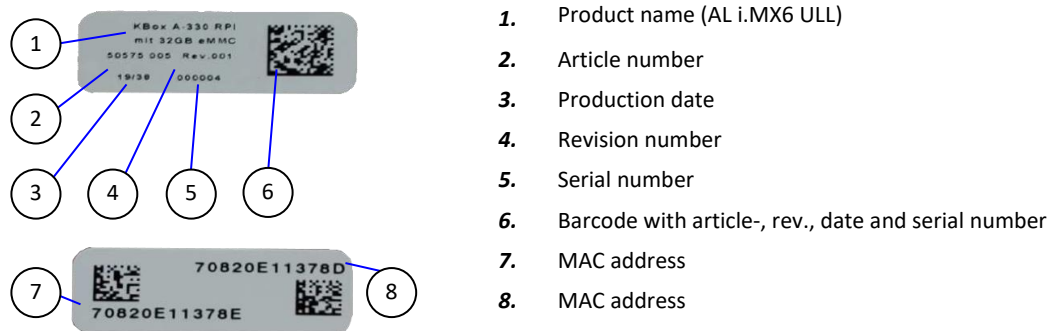 KBox A-330 RPI
mit 32GB eMMC
50575 005 Rev.001
19/38 000004
1
2
3
4
5
6
70820E11378D
70820E11378E
7
8
1. Product name (AL i.MX6 ULL)
2. Article number
3. Production date
4. Revision number
5. Serial number
6. Barcode with article-, rev., date and serial number
7. MAC address
8. MAC address